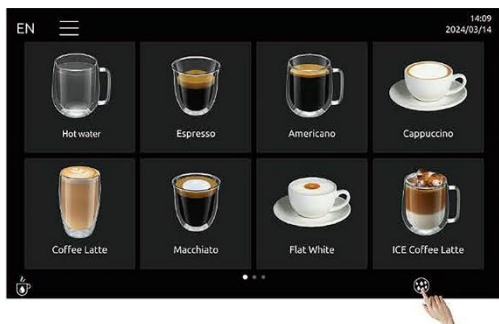 EN
14:09
2024/03/14
Hot water
Espresso
Americano
Cappuccino
Coffee Latte
Macchiato
Flat White
ICE Coffee Latte